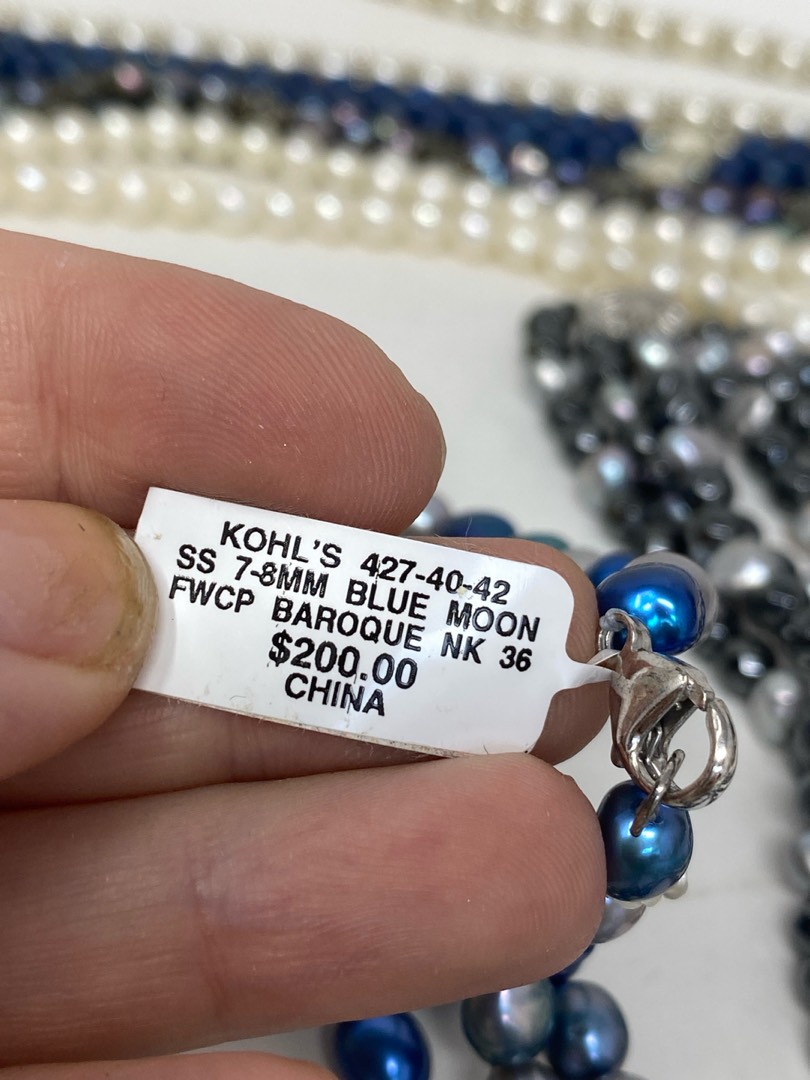 KOHL'S 427-40-42
SS 7-8MM BLUE MOON
FWCP BAROQUE NK 36
$200.00
CHINA